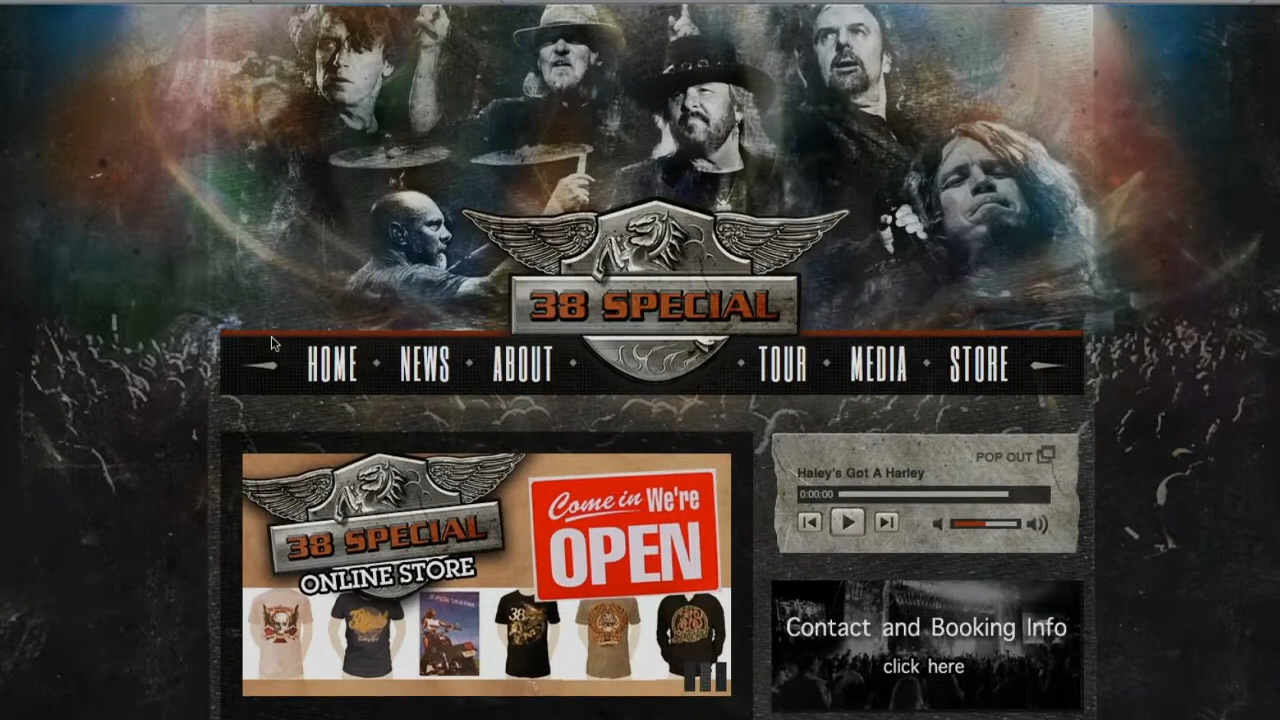 38 SPECIAL
HOME NEWS ABOUT TOUR MEDIA STORE
38 SPECIAL
ONLINE STORE
Come in We're
OPEN
38
POP OUT
Haley's Got A Harley
0:00:00
Contact and Booking Info
click here